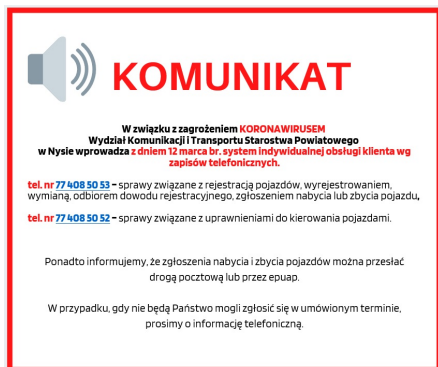 KOMUNIKAT
W związku z zagrożeniem KORONAWIRUSEM
Wydział Komunikacji i Transportu Starostwa Powiatowego
w Nysie wprowadza z dniem 12 marca br. system indywidualnej obsługi klienta wg
zapisów telefonicznych.
tel. nr 77 408 50 53 – sprawy związane z rejestracją pojazdów, wyrejestrowaniem,
wymianą, odbiorem dowodu rejestracyjnego, zgłoszeniem nabycia lub zbycia pojazdu.
tel. nr 77 408 50 52 – sprawy związane z uprawnieniami do kierowania pojazdami.
Ponadto informujemy, że zgłoszenia nabycia i zbycia pojazdów można przesłać
drogą pocztową lub przez epuap.
W przypadku, gdy nie będą Państwo mogli zgłosić się w umówionym terminie,
prosimy o informację telefoniczną.